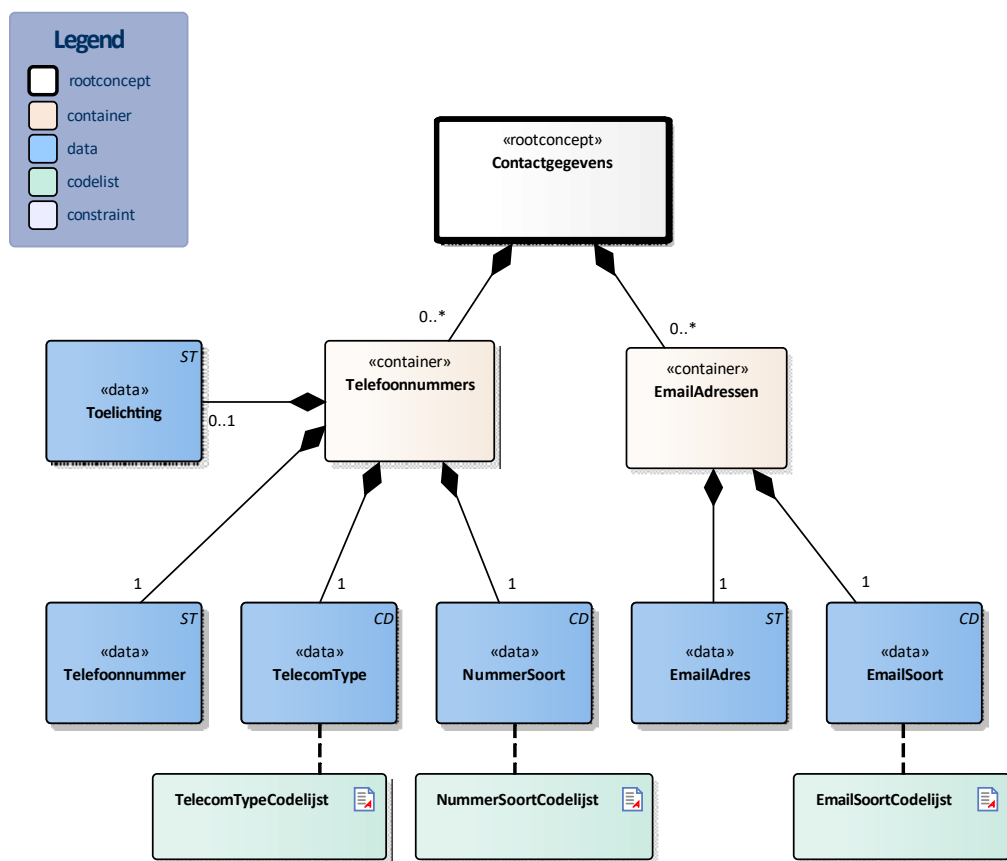 Legend
rootconcept
container
data
codelist
constraint
«rootconcept»
Contactgegevens
0..*
0..*
ST
«data»
Toelichting
0..1
«container»
Telefoonnummers
«container»
EmailAdressen
1
1
1
1
1
ST
«data»
Telefoonnummer
CD
«data»
TelecomType
CD
«data»
NummerSoort
ST
«data»
EmailAdres
CD
«data»
EmailSoort
TelecomTypeCodelijst
NummerSoortCodelijst
EmailSoortCodelijst